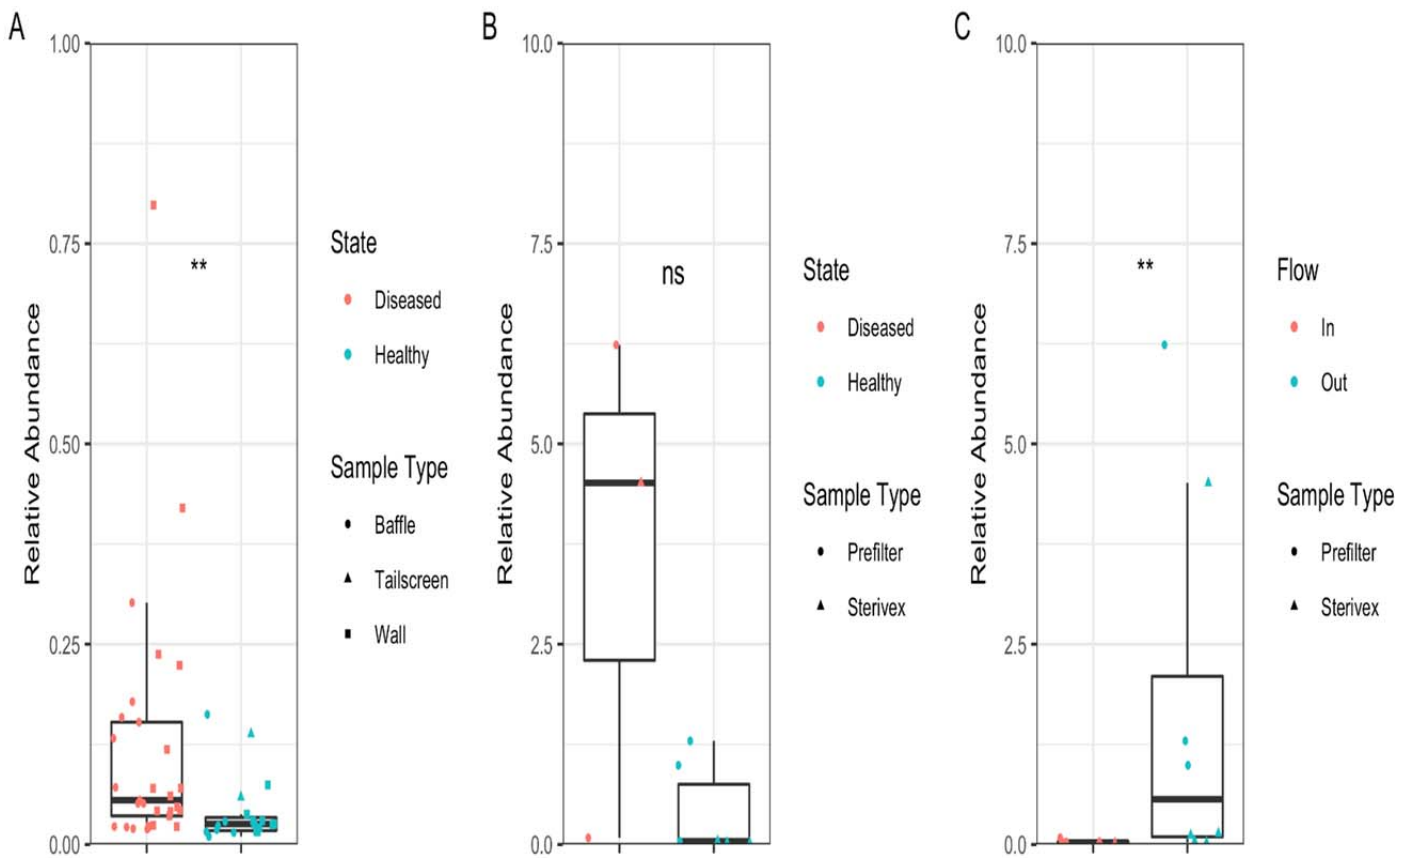 A
1.00
0.75
0.50
0.25
0.00
Relative Abundance
**
State
Diseased
Healthy
Sample Type
Baffle
Tailscreen
Wall
B
10.0
7.5
5.0
2.5
0.0
Relative Abundance
ns
State
Diseased
Healthy
Sample Type
Prefilter
Sterivex
C
10.0
7.5
5.0
2.5
0.0
Relative Abundance
**
Flow
In
Out
Sample Type
Prefilter
Sterivex